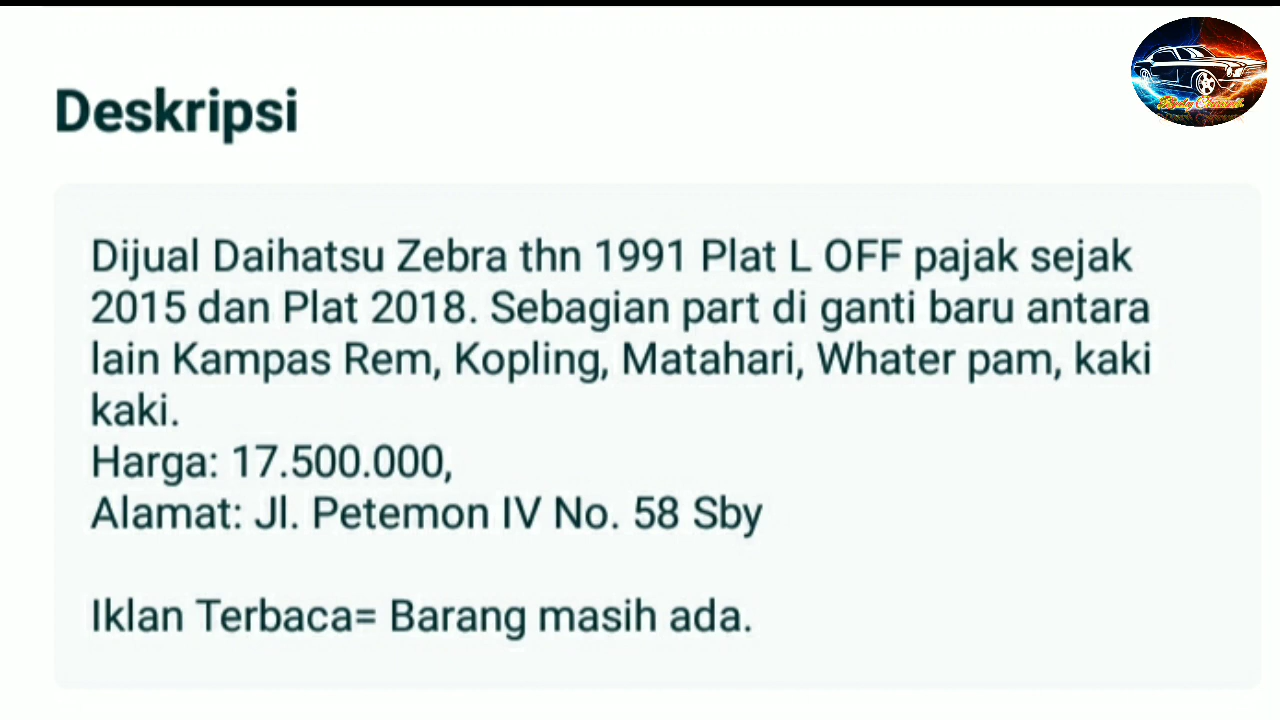 Deskripsi
Dijual Daihatsu Zebra thn 1991 Plat L OFF pajak sejak
2015 dan Plat 2018. Sebagian part di ganti baru antara
lain Kampas Rem, Kopling, Matahari, Whater pam, kaki
kaki.
Harga: 17.500.000,
Alamat: Jl. Petemon IV No. 58 Sby
Iklan Terbaca= Barang masih ada.